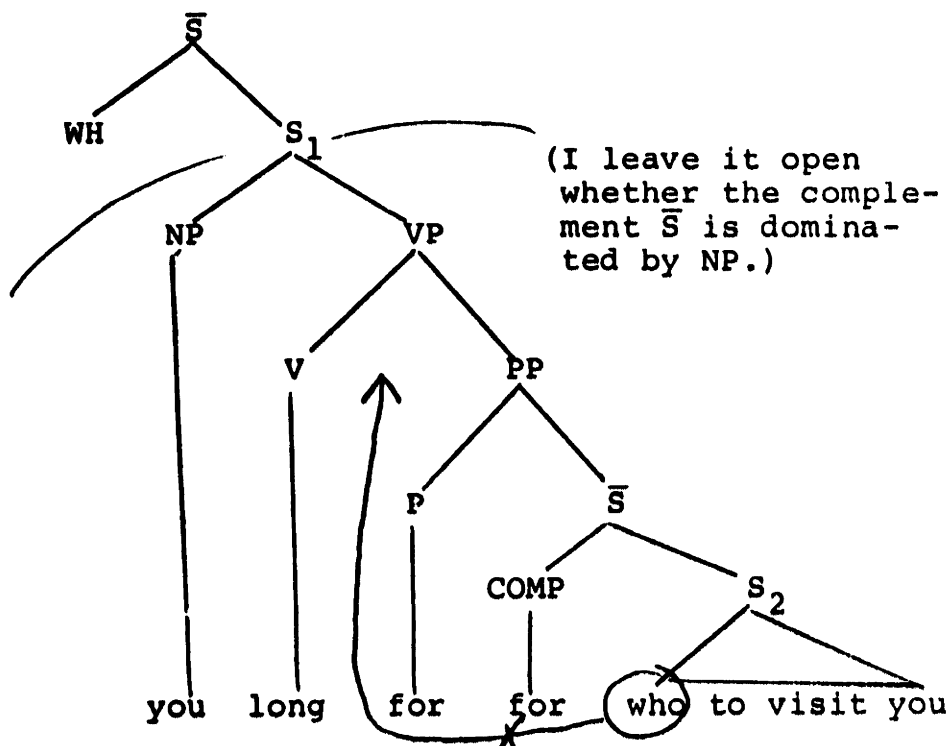 S̄
WH S₁
(I leave it open
whether the comple-
ment S̄ is domina-
ted by NP.)
NP VP
V PP
P S̄
COMP S₂
you long for for who to visit you